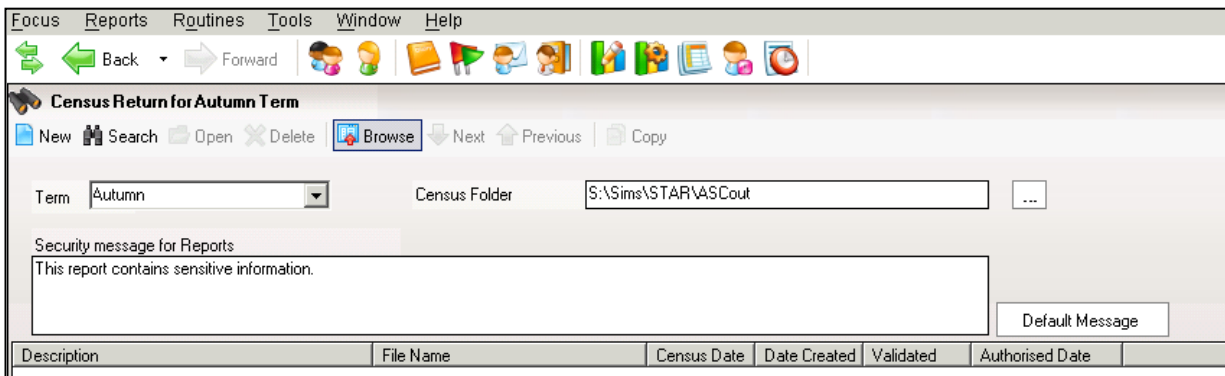 Focus Reports Routines Tools Window Help
Back Forward
Census Return for Autumn Term
New Search Open Delete Browse Next Previous Copy
Term Autumn Census Folder S:\Sims\STAR\ASCout ...
Security message for Reports
This report contains sensitive information.
Default Message
Description File Name Census Date Date Created Validated Authorised Date